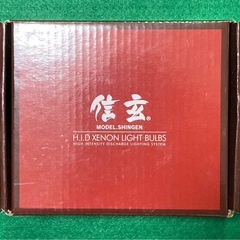 信玄®
MODEL.SHINGEN
H.I.D XENON LIGHT·BULBS
HIGH INTENSITY DISCHARGE LIGHTING SYSTEM